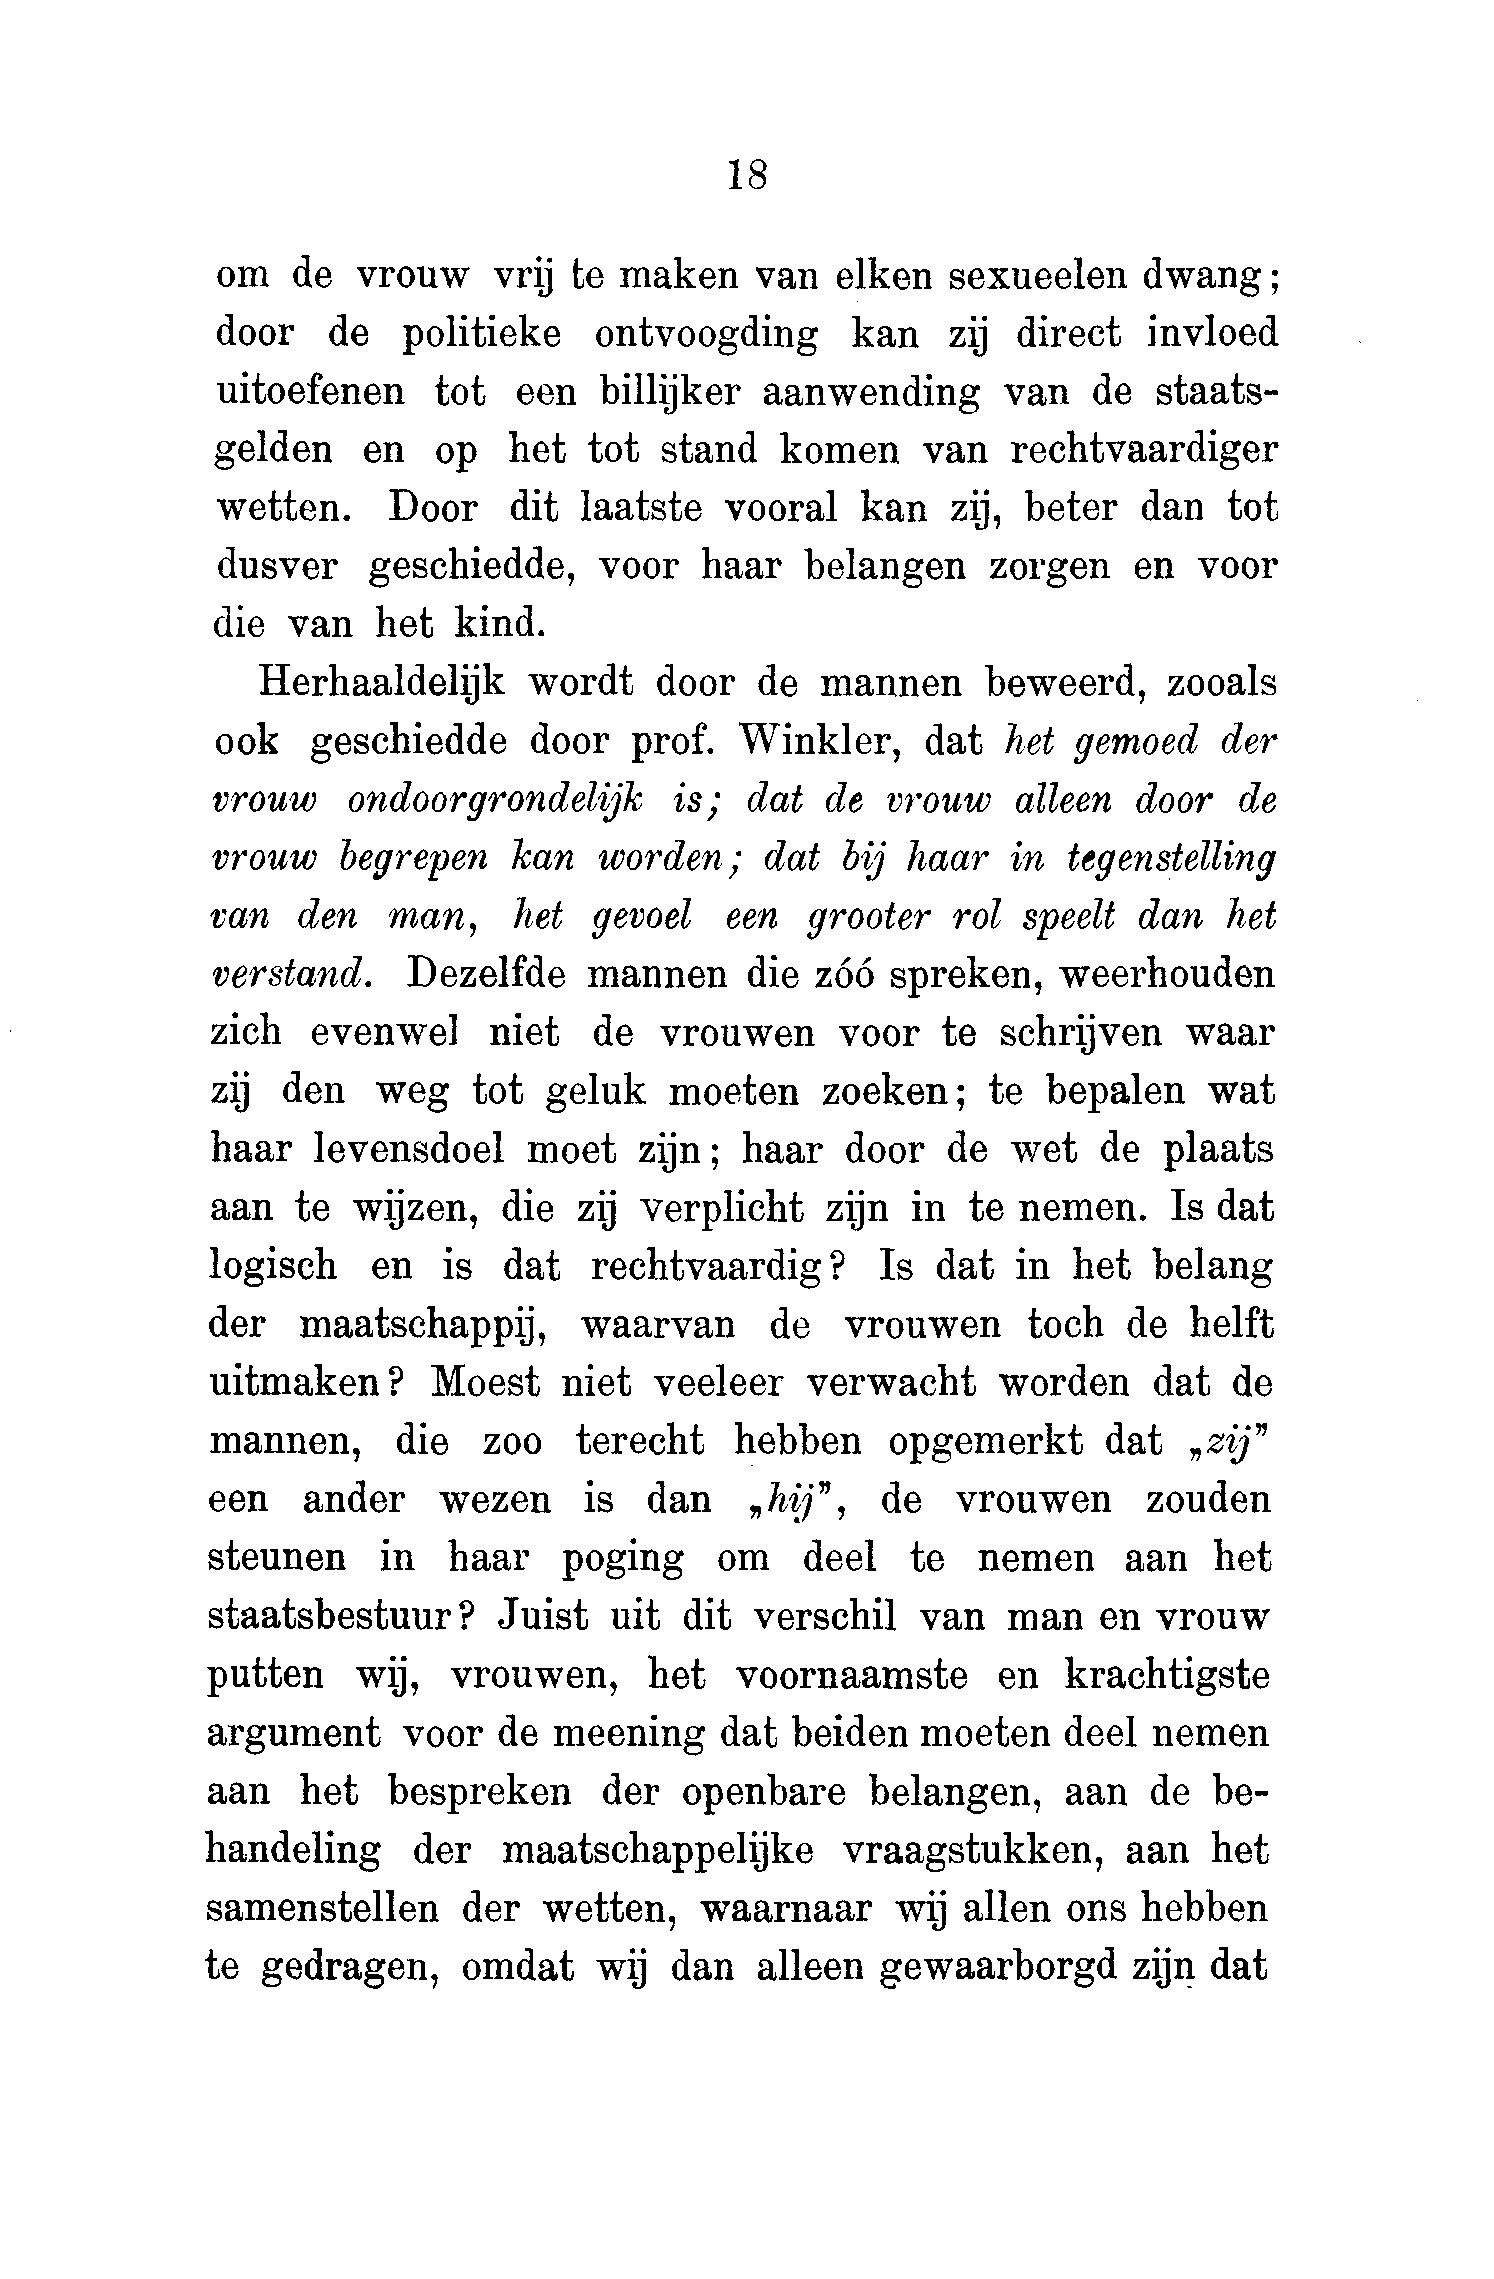 18
om de vrouw vrij te maken van elken sexueelen dwang;
door de politieke ontvoogding kan zij direct invloed
uitoefenen tot een billijker aanwending van de staats-
gelden en op het tot stand komen van rechtvaardiger
wetten. Door dit laatste vooral kan zij, beter dan tot
dusver geschiedde, voor haar belangen zorgen en voor
die van het kind.
Herhaaldelijk wordt door de mannen beweerd, zooals
ook geschiedde door prof. Winkler, dat het gemoed der
vrouw ondoorgrondelijk is; dat de vrouw alleen door de
vrouw begrepen kan worden; dat bij haar in tegenstelling
van den man, het gevoel een grooter rol speelt dan het
verstand. Dezelfde mannen die zóó spreken, weerhouden
zich evenwel niet de vrouwen voor te schrijven waar
zij den weg tot geluk moeten zoeken; te bepalen wat
haar levensdoel moet zijn; haar door de wet de plaats
aan te wijzen, die zij verplicht zijn in te nemen. Is dat
logisch en is dat rechtvaardig? Is dat in het belang
der maatschappij, waarvan de vrouwen toch de helft
uitmaken? Moest niet veeleer verwacht worden dat de
mannen, die zoo terecht hebben opgemerkt dat „zij”
een ander wezen is dan „hij”, de vrouwen zouden
steunen in haar poging om deel te nemen aan het
staatsbestuur? Juist uit dit verschil van man en vrouw
putten wij, vrouwen, het voornaamste en krachtigste
argument voor de meening dat beiden moeten deel nemen
aan het bespreken der openbare belangen, aan de be-
handeling der maatschappelijke vraagstukken, aan het
samenstellen der wetten, waarnaar wij allen ons hebben
te gedragen, omdat wij dan alleen gewaarborgd zijn dat